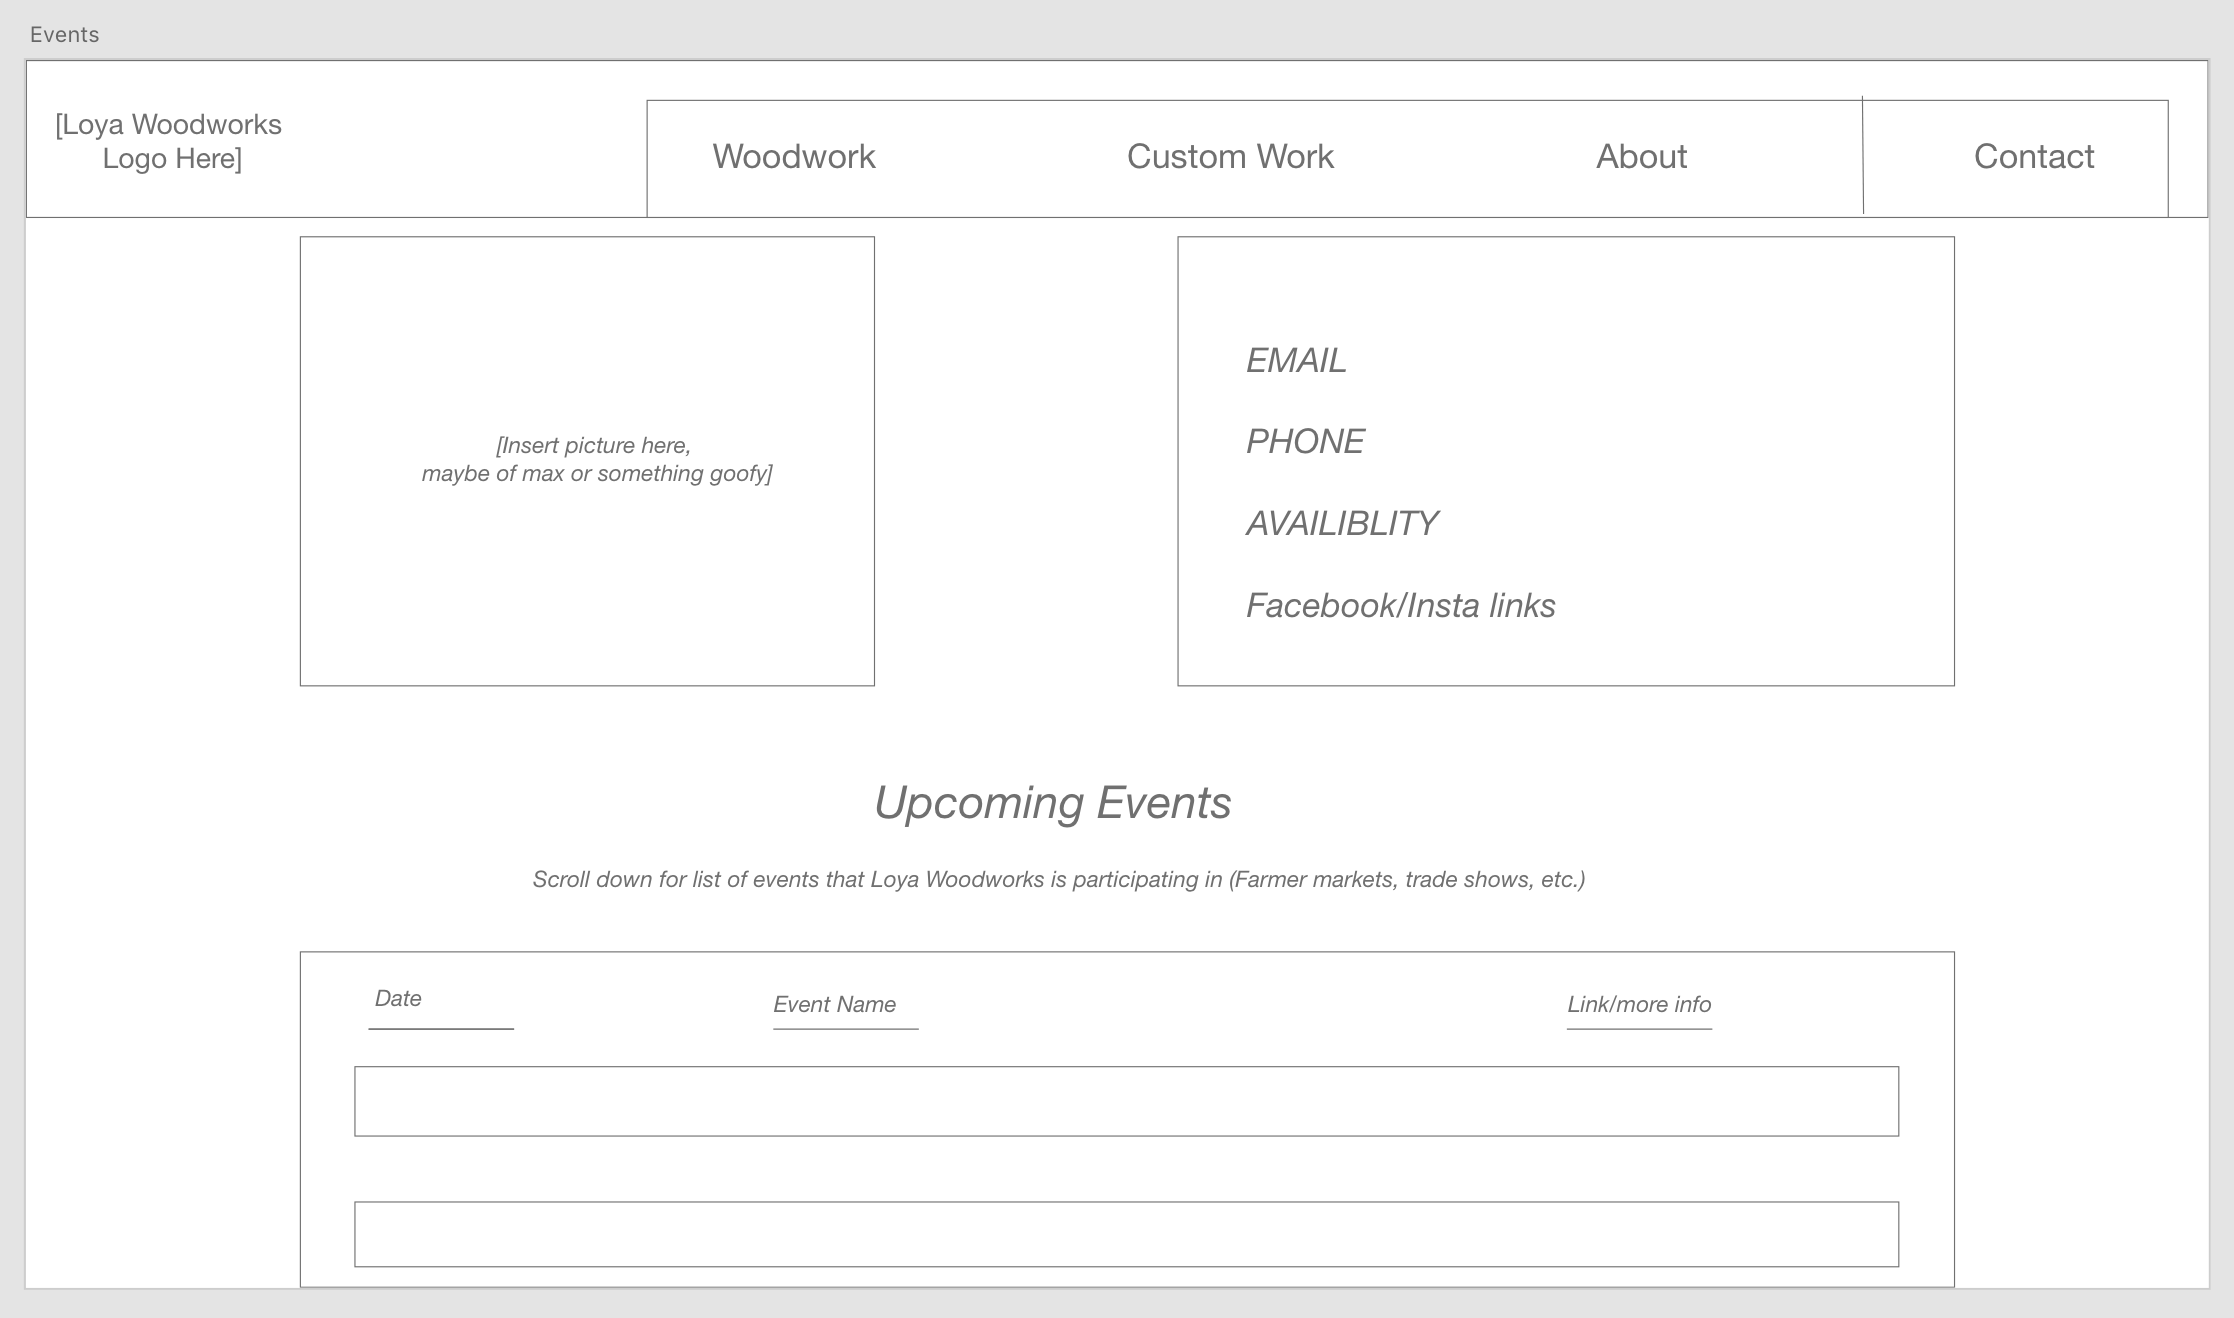 Events
[Loya Woodworks
Logo Here]
Woodwork
Custom Work
About
Contact
[Insert picture here,
maybe of max or something goofy]
EMAIL
PHONE
AVAILIBLITY
Facebook/Insta links
Upcoming Events
Scroll down for list of events that Loya Woodworks is participating in (Farmer markets, trade shows, etc.)
Date
Event Name
Link/more info